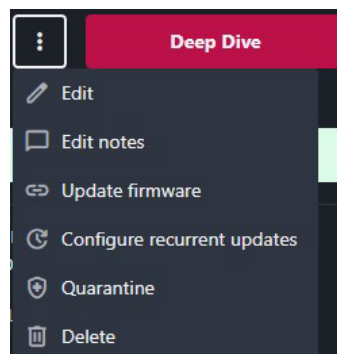 Deep Dive
Edit
Edit notes
Update firmware
Configure recurrent updates
Quarantine
Delete